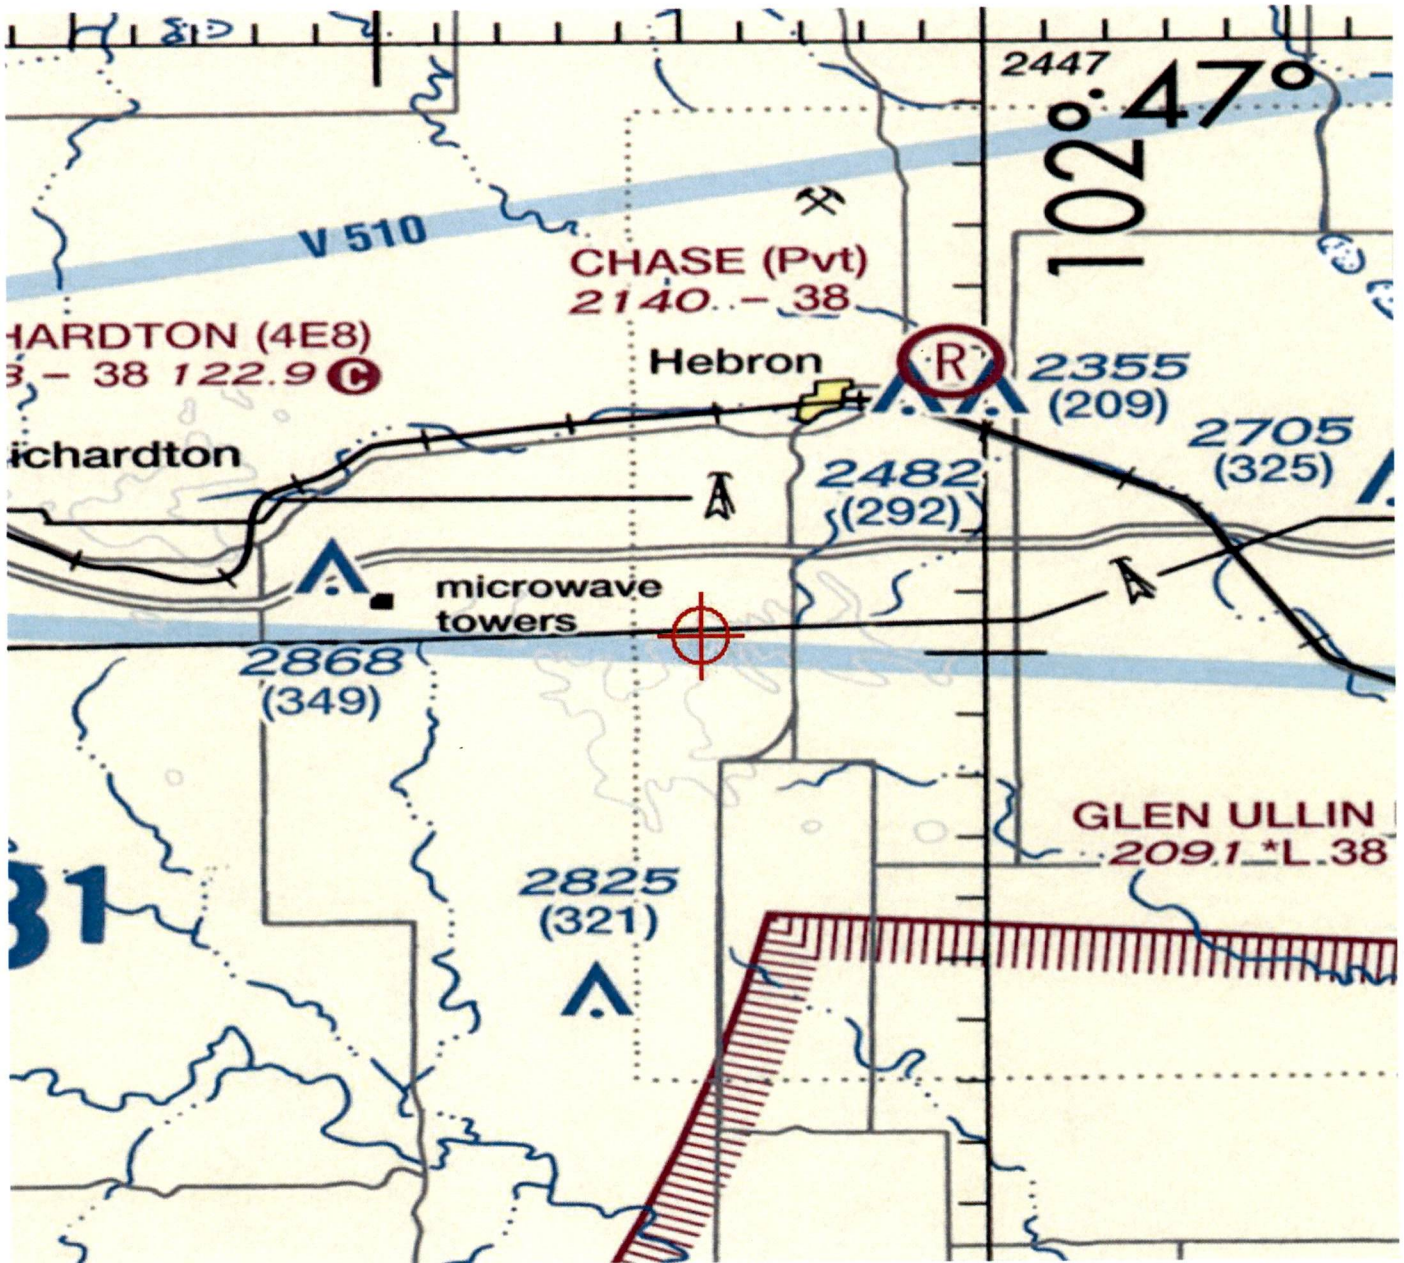 2447
47°
102°
V 510
CHASE (Pvt)
2140 - 38
HARDTON (4E8)
3 - 38 122.9 C
Hebron
R
2355
(209)
ichardton
2705
(325)
2482
(292)
microwave
towers
2868
(349)
GLEN ULLIN
2091 *L 38
2825
(321)
31